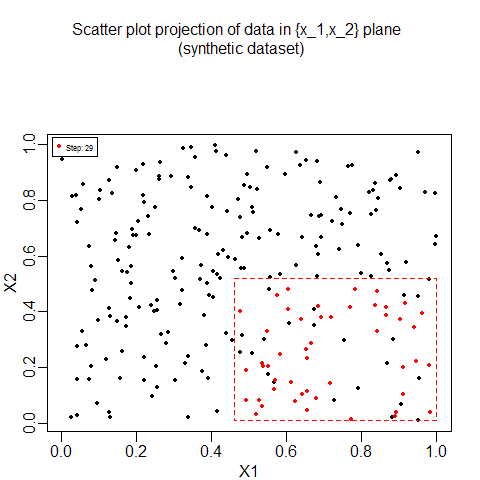 Scatter plot projection of data in {x_1,x_2} plane
(synthetic dataset)
Step: 29
1.0
0.8
0.6
0.4
0.2
0.0
X2
0.0 0.2 0.4 0.6 0.8 1.0
X1